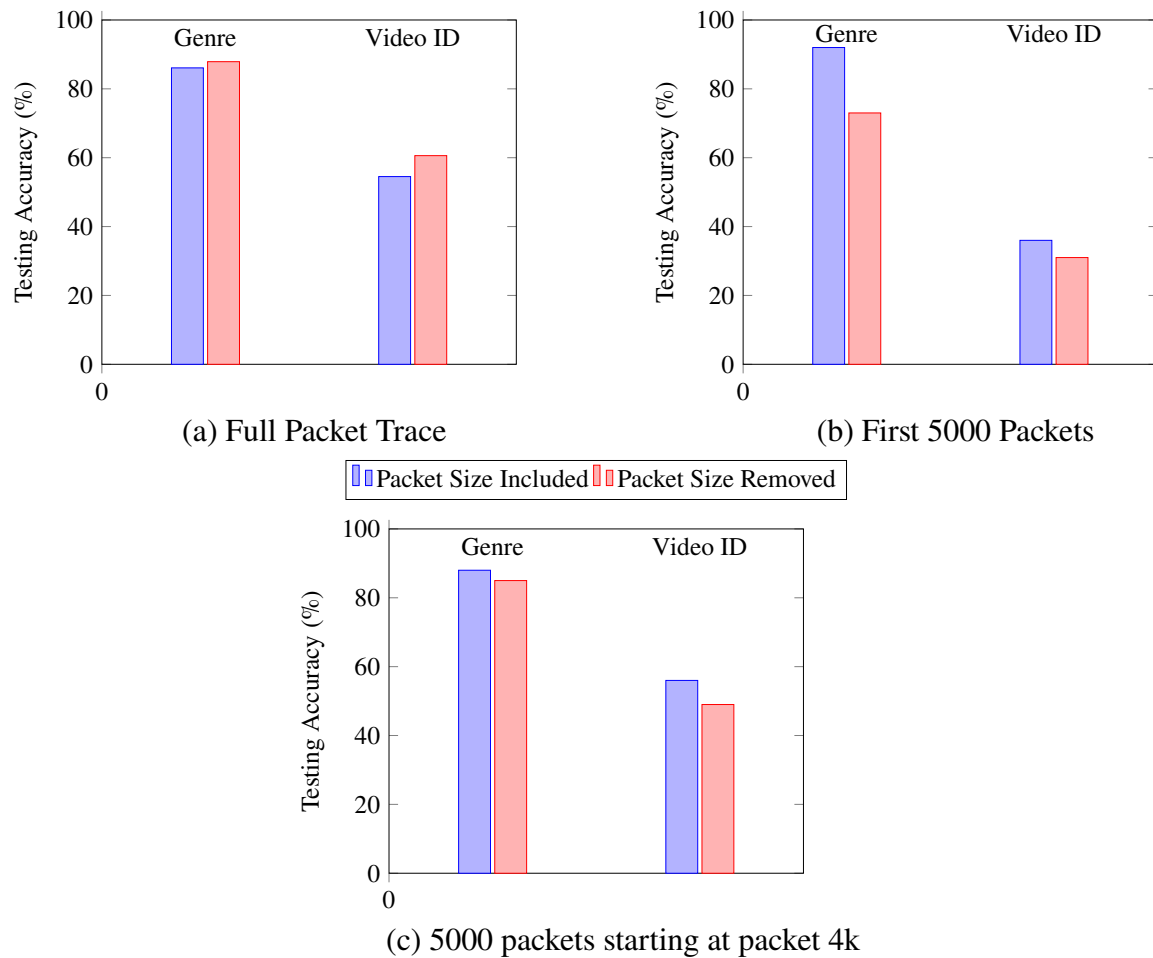 100
80
60
40
20
0
0
Testing Accuracy (%)
Genre
Video ID
(a) Full Packet Trace
100
80
60
40
20
0
0
Testing Accuracy (%)
Genre
Video ID
(b) First 5000 Packets
Packet Size Included Packet Size Removed
100
80
60
40
20
0
0
Testing Accuracy (%)
Genre
Video ID
(c) 5000 packets starting at packet 4k